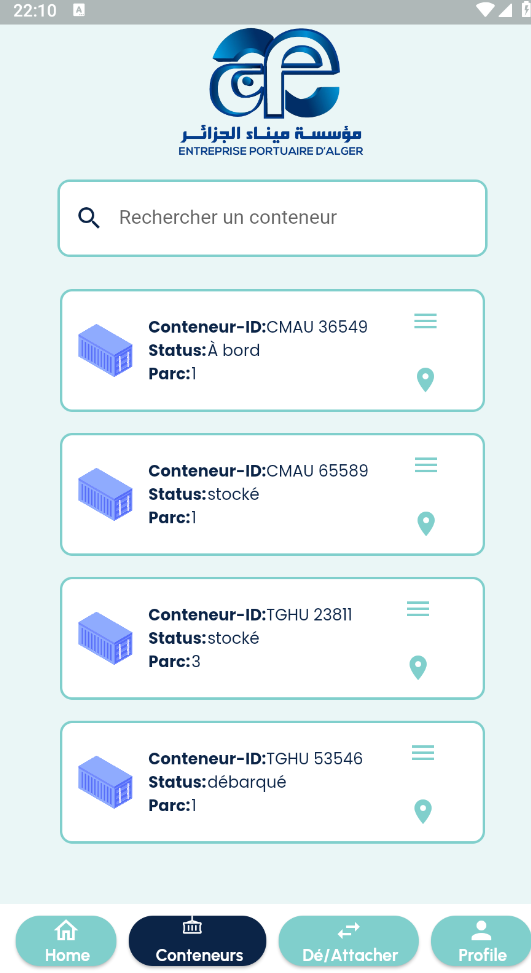 22:10
مؤسسة ميناء الجزائر
ENTREPRISE PORTUAIRE D'ALGER
Rechercher un conteneur
Conteneur-ID:CMAU 36549
Status:À bord
Parc:1
Conteneur-ID:CMAU 65589
Status:stocké
Parc:1
Conteneur-ID:TGHU 23811
Status:stocké
Parc:3
Conteneur-ID:TGHU 53546
Status:débarqué
Parc:1
Home
Conteneurs
Dé/Attacher
Profile